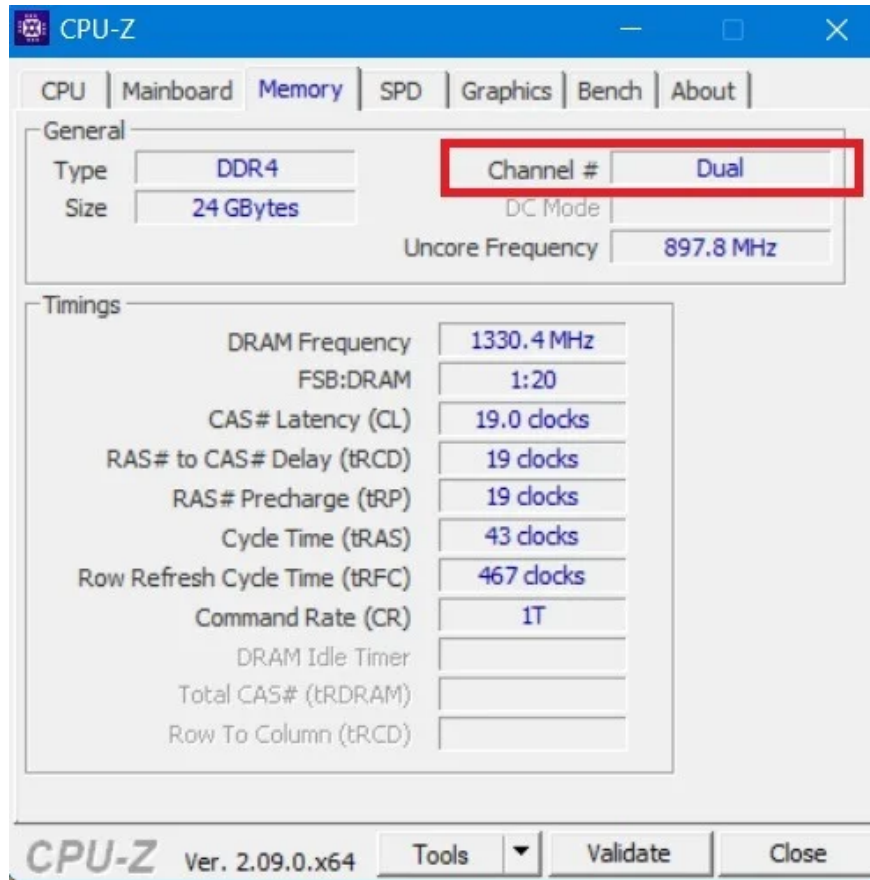 CPU-Z
CPU Mainboard Memory SPD Graphics Bench About
General
Type DDR4 Channel # Dual
Size 24 GBytes DC Mode
Uncore Frequency 897.8 MHz
Timings
DRAM Frequency 1330.4 MHz
FSB:DRAM 1:20
CAS# Latency (CL) 19.0 clocks
RAS# to CAS# Delay (tRCD) 19 clocks
RAS# Precharge (tRP) 19 clocks
Cycle Time (tRAS) 43 clocks
Row Refresh Cycle Time (tRFC) 467 clocks
Command Rate (CR) 1T
DRAM Idle Timer
Total CAS# (tRDRAM)
Row To Column (tRCD)
CPU-Z Ver. 2.09.0.x64 Tools Validate Close